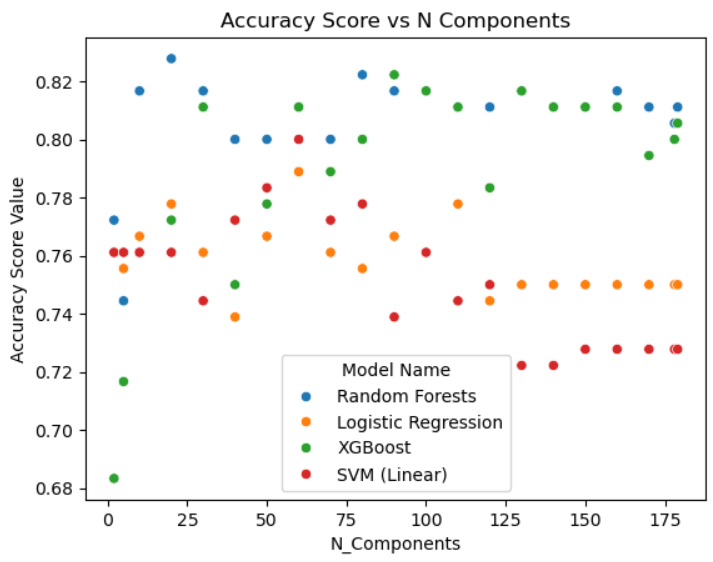 Accuracy Score vs N Components
Accuracy Score Value
0.82
0.80
0.78
0.76
0.74
0.72
0.70
0.68
Model Name
Random Forests
Logistic Regression
XGBoost
SVM (Linear)
0 25 50 75 100 125 150 175
N_Components